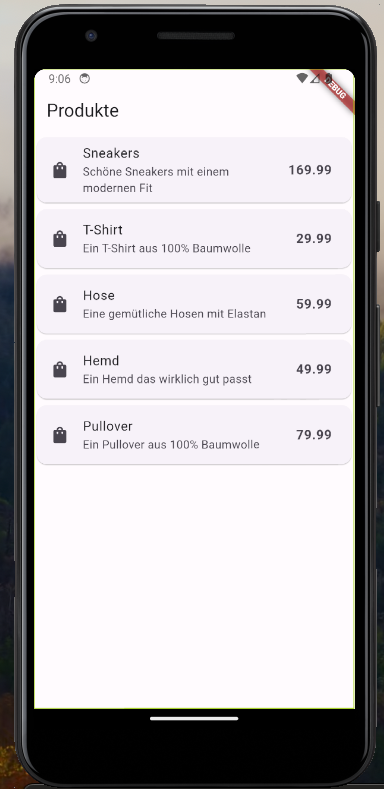 9:06
Produkte
Sneakers
Schöne Sneakers mit einem
modernen Fit
169.99
T-Shirt
Ein T-Shirt aus 100% Baumwolle
29.99
Hose
Eine gemütliche Hosen mit Elastan
59.99
Hemd
Ein Hemd das wirklich gut passt
49.99
Pullover
Ein Pullover aus 100% Baumwolle
79.99